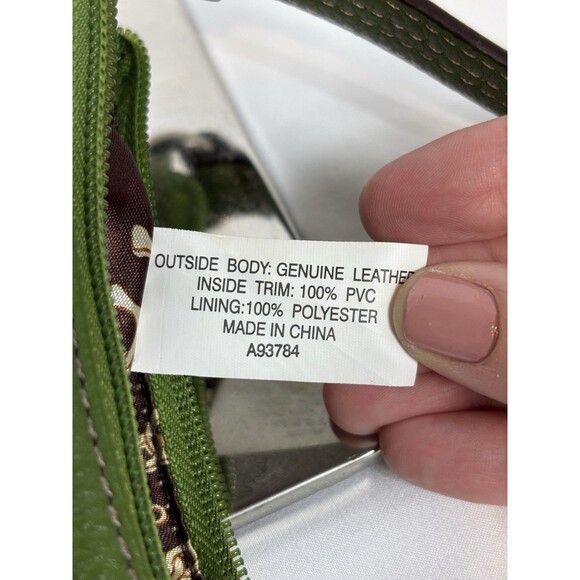 OUTSIDE BODY: GENUINE LEATHER
INSIDE TRIM: 100% PVC
LINING:100% POLYESTER
MADE IN CHINA
A93784